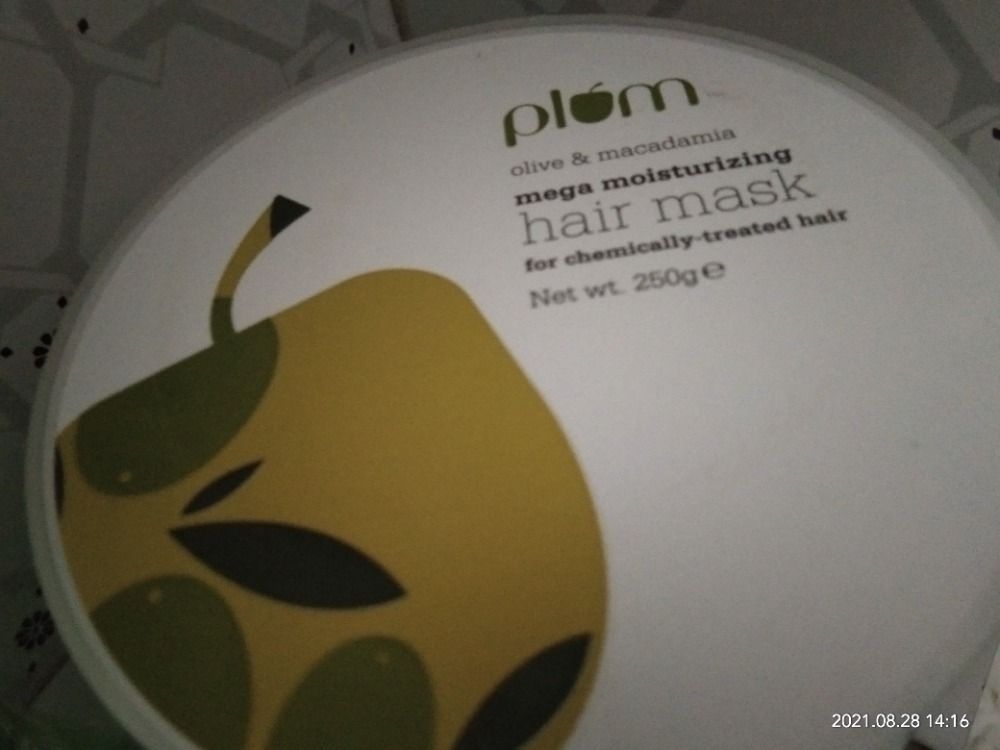 plum
olive & macadamia
mega moisturizing
hair mask
for chemically-treated hair
Net wt. 250g ℮
2021.08.28 14:16